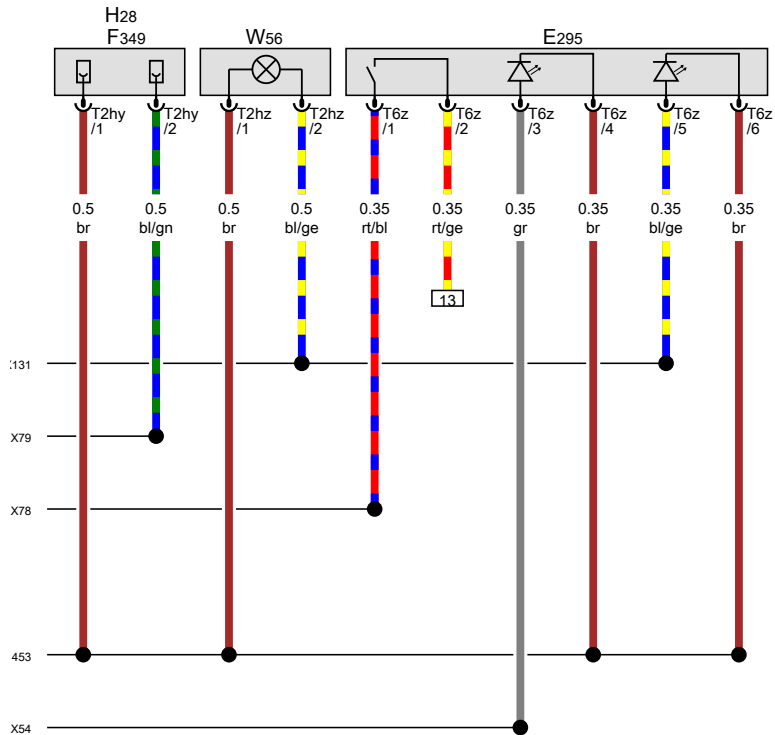 H28
F349
W56
E295
T2hy
/1
T2hy
/2
T2hz
/1
T2hz
/2
T6z
/1
T6z
/2
T6z
/3
T6z
/4
T6z
/5
T6z
/6
0.5
br
0.5
bl/gn
0.5
br
0.5
bl/ge
0.35
rt/bl
0.35
rt/ge
0.35
gr
0.35
br
0.35
bl/ge
0.35
br
13
131
X79
X78
453
X54